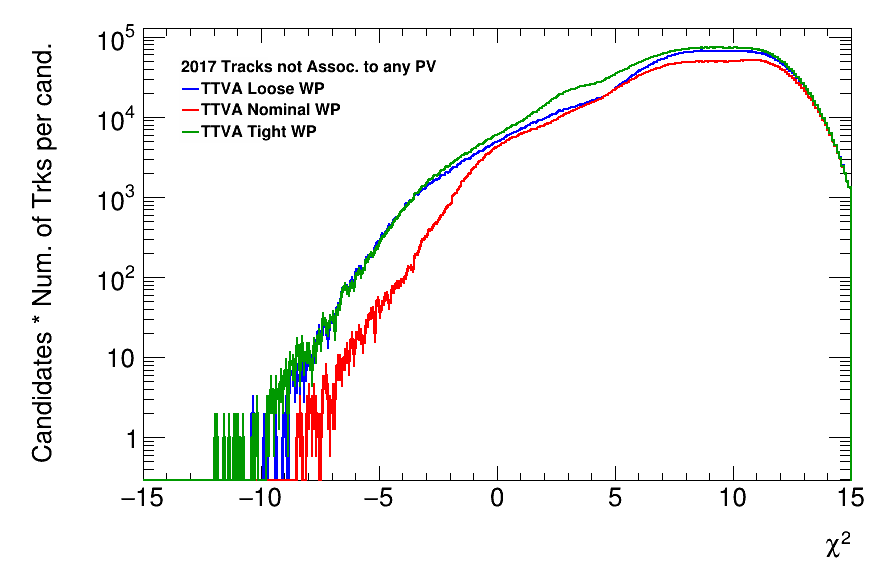 Candidates * Num. of Trks per cand.
10⁵
10⁴
10³
10²
10
1
2017 Tracks not Assoc. to any PV
TTVA Loose WP
TTVA Nominal WP
TTVA Tight WP
−15 −10 −5 0 5 10 15
χ²